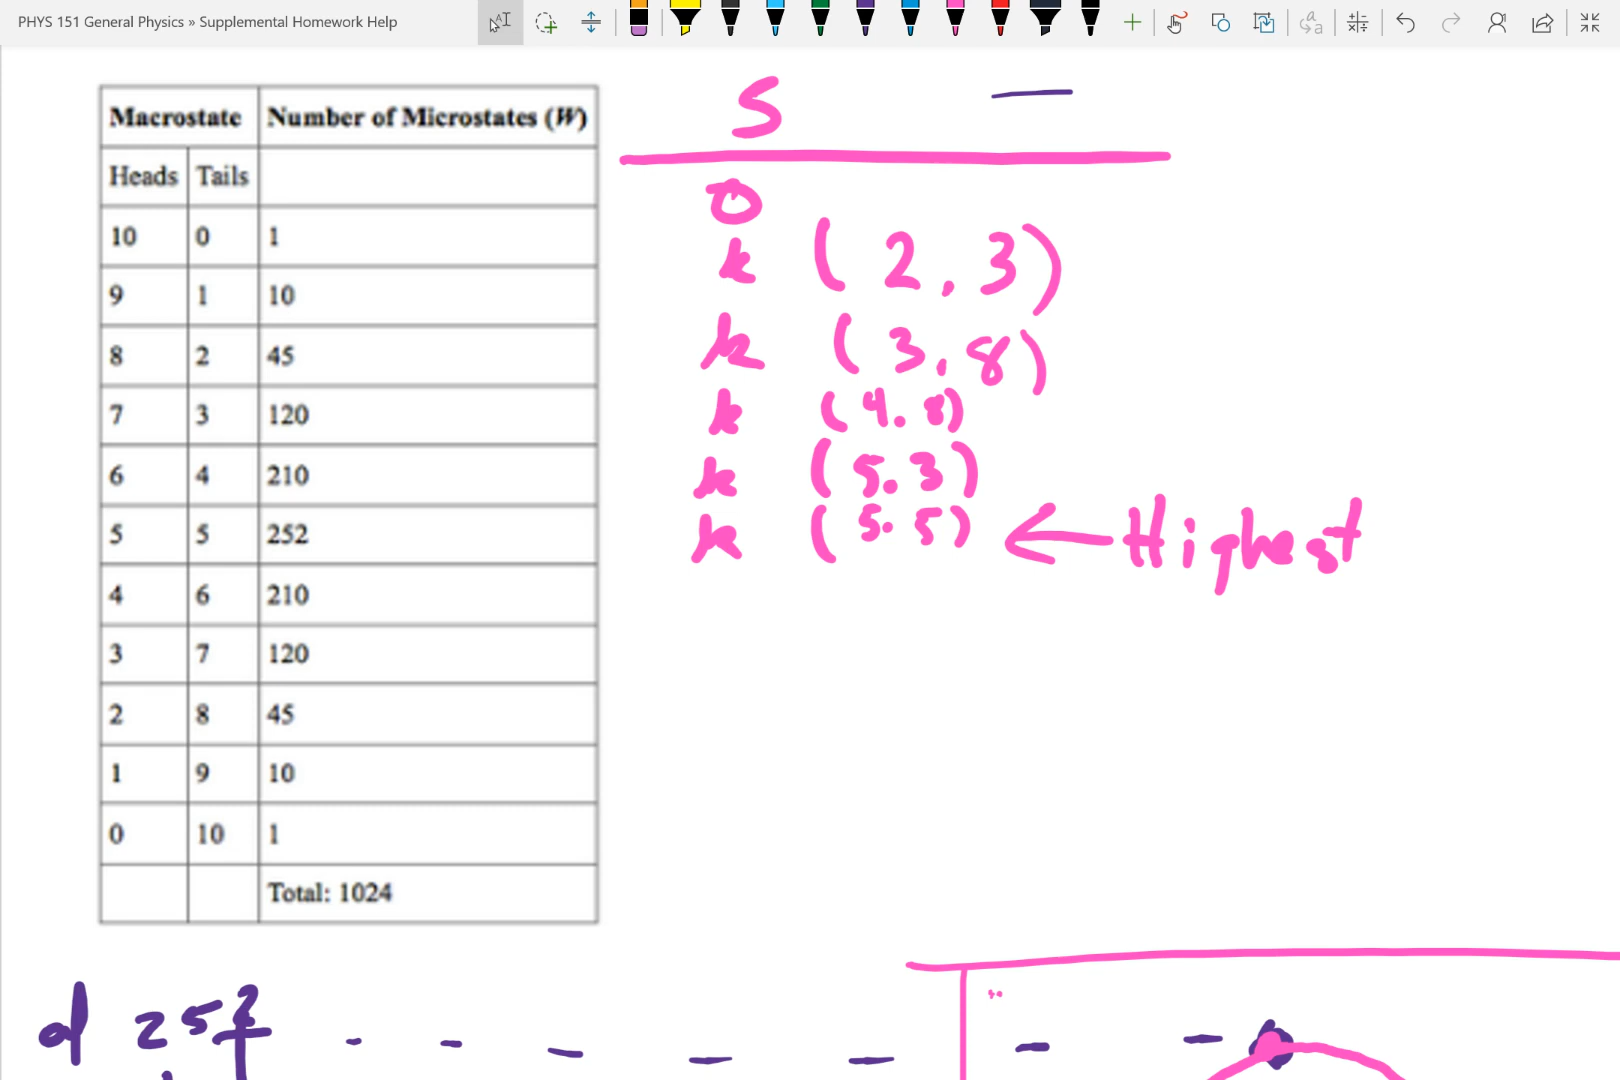 PHYS 151 General Physics » Supplemental Homework Help
Macrostate Number of Microstates (W)
Heads Tails
10 0 1
9 1 10
8 2 45
7 3 120
6 4 210
5 5 252
4 6 210
3 7 120
2 8 45
1 9 10
0 10 1
Total: 1024
S
0
k (2.3)
k (3.8)
k (4.8)
k (5.3)
k (5.5) ← Highest
252